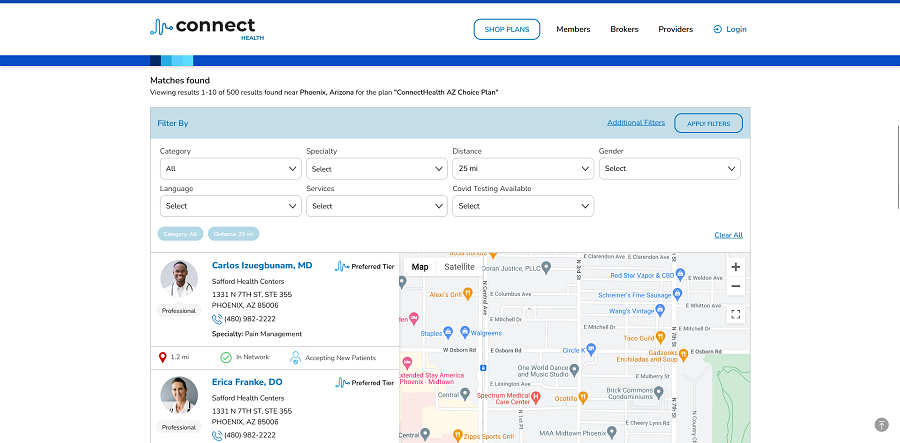 connect
HEALTH
SHOP PLANS
Members
Brokers
Providers
Login
Matches found
Viewing results 1-10 of 500 results found near Phoenix, Arizona for the plan "ConnectHealth AZ Choice Plan"
Filter By
Additional Filters
APPLY FILTERS
Category
Specialty
Distance
Gender
All
Select
25 mi
Select
Language
Services
Covid Testing Available
Select
Select
Select
Category: All
Distance: 25 mi
Clear All
Carlos Izuegbunam, MD
Preferred Tier
Safford Health Centers
1331 N 7TH ST, STE 355
PHOENIX, AZ 85006
(480) 982-2222
Professional
Specialty: Pain Management
1.2 mi
In Network
Accepting New Patients
Erica Franke, DO
Preferred Tier
Safford Health Centers
1331 N 7TH ST, STE 355
PHOENIX, AZ 85006
(480) 982-2222
Professional
Map
Satellite
Doran Justice, PLLC
N 3rd St
E Clarendon Ave
E Clarendon Ave
N 7th St
Red Star Vapor & CBD
E Weldon Ave
Alexi's Grill
N Central Ave
E Columbus Ave
Schreiner's Fine Sausage
E Whitton Ave
Wang's Vintage
E Mitchell Dr
E Mitchell Dr
E Mitchell Dr
Staples
Walgreens
Taco Guild
W Osborn Rd
E Osborn Rd
Circle K
Gadzooks
Enchiladas and Soup
E Osborn Rd
Extended Stay America
Phoenix - Midtown
One World Dance
and Music Studio
E Mulberry St
E Lexington Ave
Central
Spectrum Medical
Care Center
Ocotillo
Brick Commons
Condominiums
N 1st Pl
N 7th St
N Country
E Cheery Lynn Rd
Central
Zipps Sports Grill
MAA Midtown Phoenix